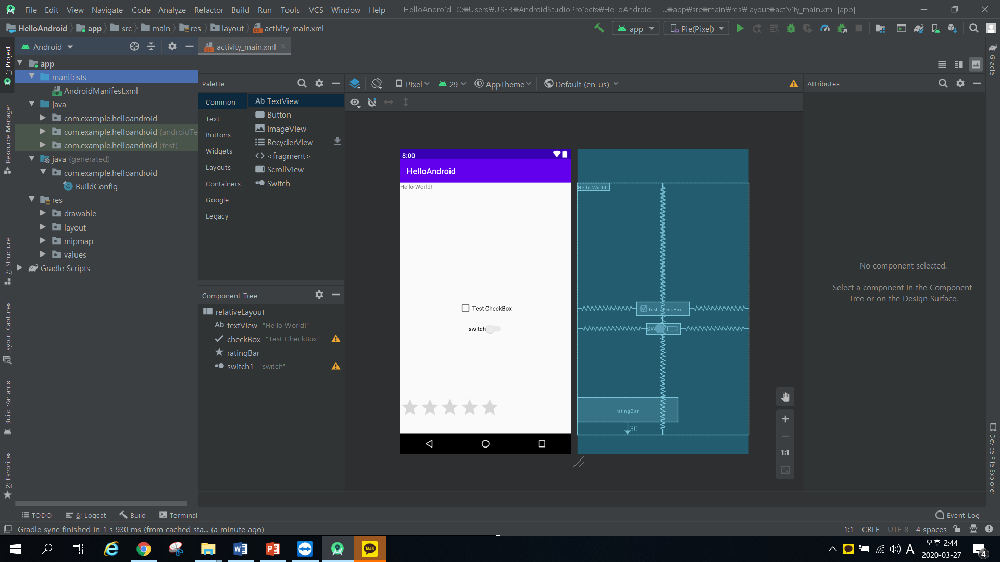 File Edit View Navigate Code Analyze Refactor Build Run Tools VCS Window Help HelloAndroid [C:₩Users₩USER₩AndroidStudioProjects₩HelloAndroid] - ...₩app₩src₩main₩res₩layout₩activity_main.xml [app]
HelloAndroid app src main res layout activity_main.xml app Pie(Pixel)
Android activity_main.xml
1: Project
Resource Manager
7: Structure
Layout Captures
Build Variants
2: Favorites
app
manifests
AndroidManifest.xml
java
com.example.helloandroid
com.example.helloandroid (androidTe
com.example.helloandroid (test)
java (generated)
com.example.helloandroid
BuildConfig
res
drawable
layout
mipmap
values
Gradle Scripts
Palette
Common
Text
Buttons
Widgets
Layouts
Containers
Google
Legacy
Ab TextView
Button
ImageView
RecyclerView
<fragment>
ScrollView
Switch
Component Tree
relativeLayout
Ab textView "Hello World!"
checkBox "Test CheckBox"
ratingBar
switch1 "switch"
Pixel 29 AppTheme Default (en-us)
8:00
HelloAndroid
Hello World!
Test CheckBox
switch
Hello World!
Test CheckBox
ratingBar
30
1:1
Attributes
No component selected.
Select a component in the Component
Tree or on the Design Surface.
Gradle
Device File Explorer
TODO 6: Logcat Build Terminal Event Log
Gradle sync finished in 1 s 930 ms (from cached sta... (a minute ago) 1:1 CRLF UTF-8 4 spaces
TALK A 오후 2:44
2020-03-27 4